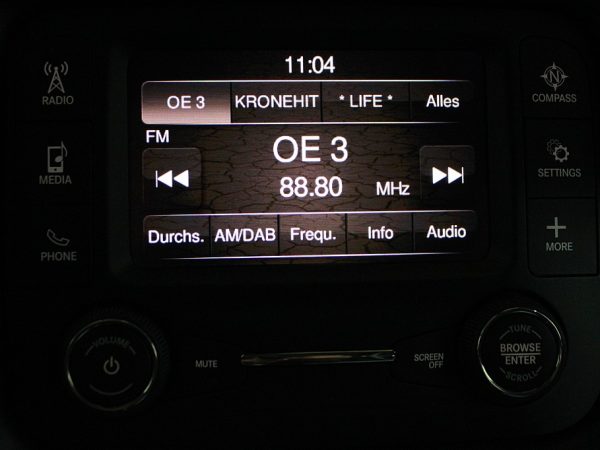 11:04
OE 3 KRONEHIT * LIFE * Alles
FM
OE 3
88.80 MHz
Durchs. AM/DAB Frequ. Info Audio
RADIO
MEDIA
PHONE
N
COMPASS
SETTINGS
MORE
VOLUME
MUTE
SCREEN
OFF
TUNE
BROWSE
ENTER
SCROLL